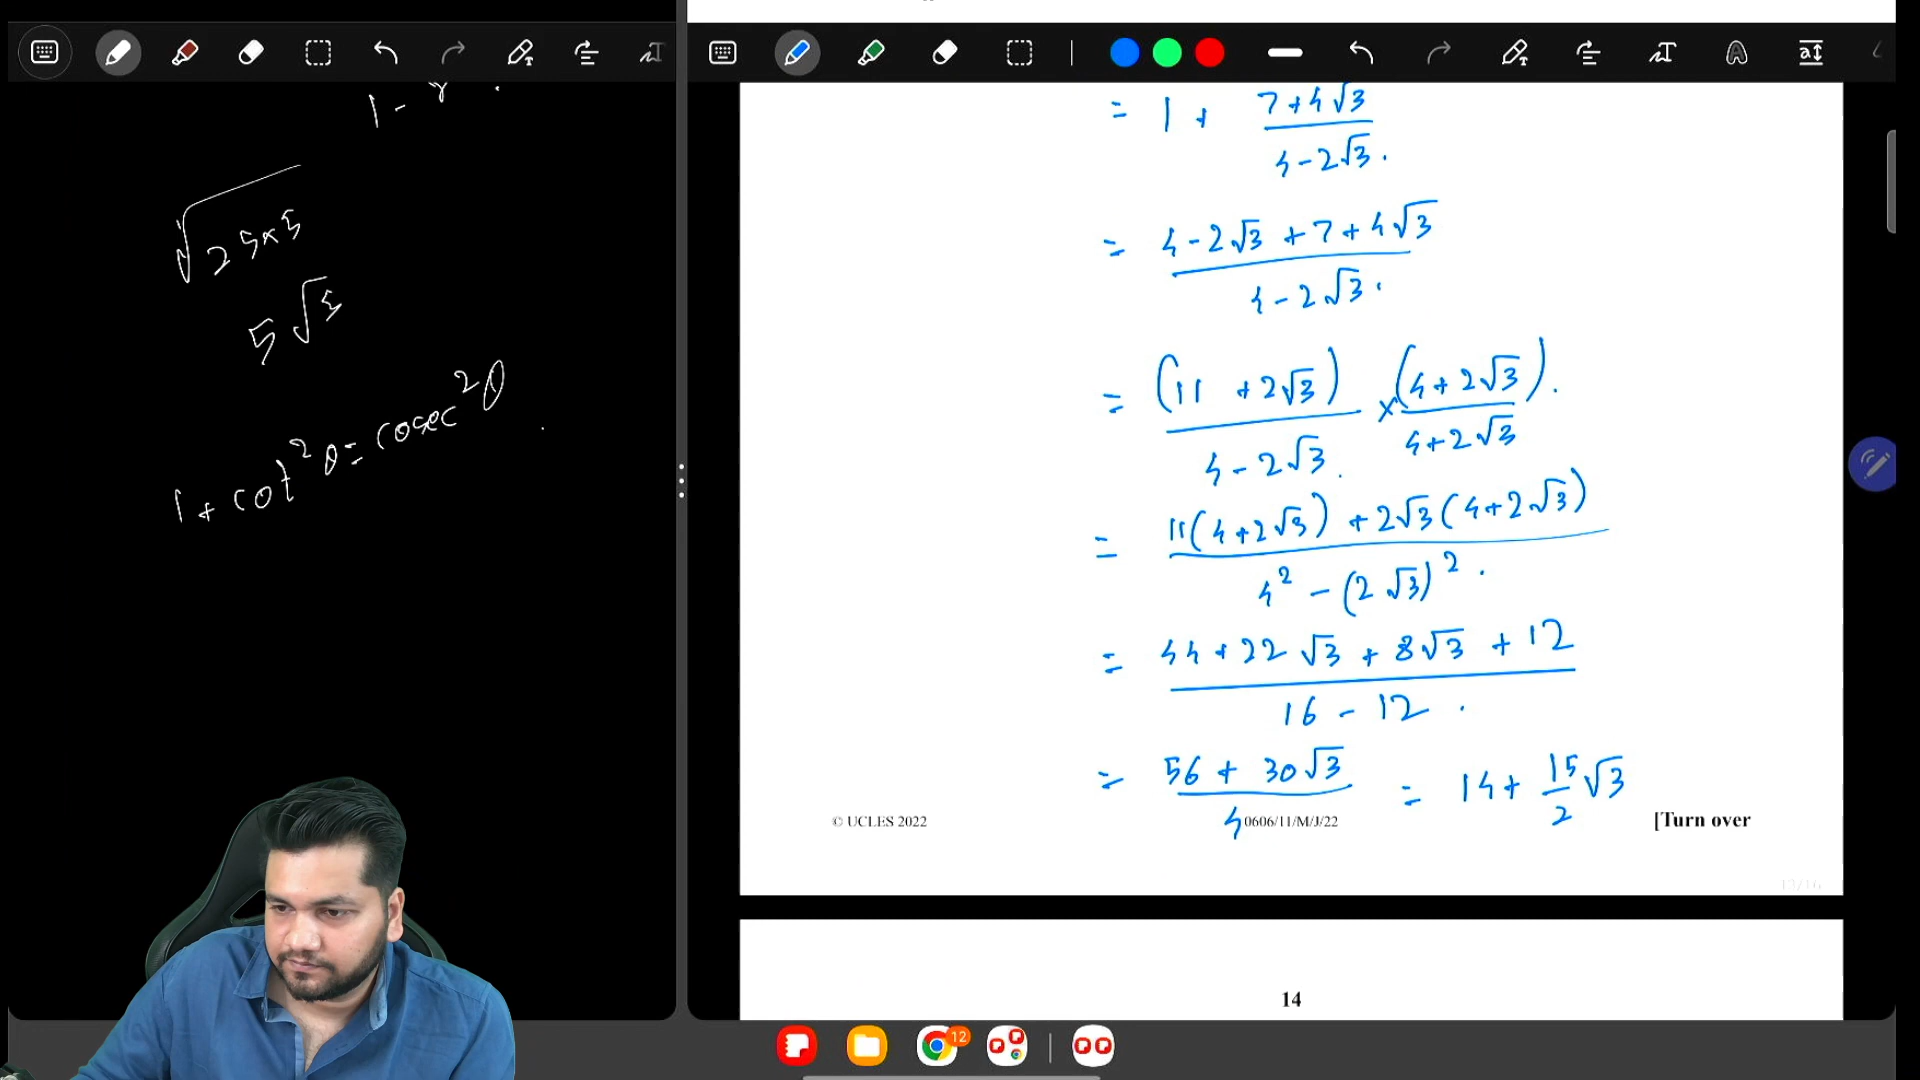 1 - r
√25×5
5√5
1 + cot²θ = cosec²θ
= 1 + (7+4√3)/(4-2√3).
= (4-2√3+7+4√3)/(4-2√3).
= (11+2√3)/(4-2√3). × (4+2√3)/(4+2√3).
= (11(4+2√3)+2√3(4+2√3))/(4²-(2√3)²).
= (44+22√3+8√3+12)/(16-12).
= (56+30√3)/4 = 14+15/2√3
© UCLES 2022
0606/11/M/J/22
[Turn over
13/16
14
12